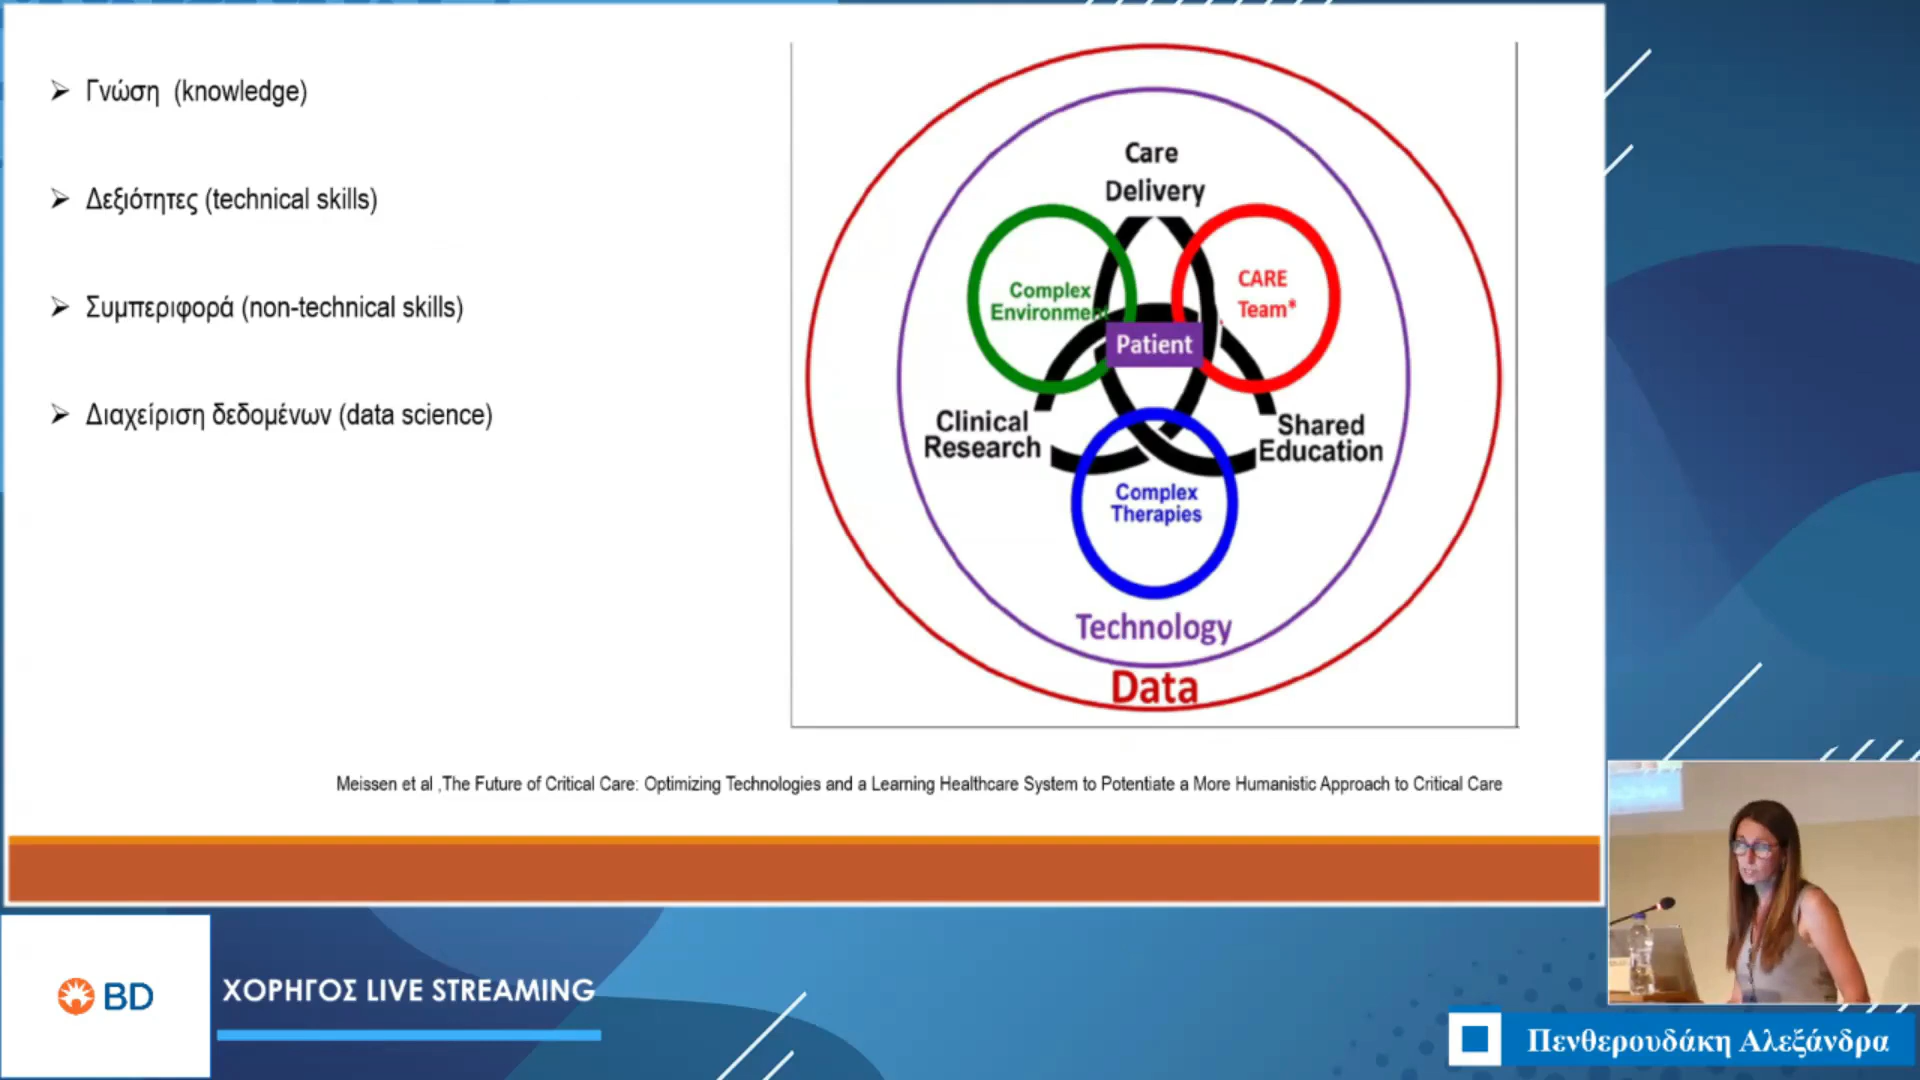 ➢ Γνώση (knowledge)
➢ Δεξιότητες (technical skills)
➢ Συμπεριφορά (non-technical skills)
➢ Διαχείριση δεδομένων (data science)
Care
Delivery
Complex
Environment
CARE
Team*
Patient
Clinical
Research
Shared
Education
Complex
Therapies
Technology
Data
Meissen et al ,The Future of Critical Care: Optimizing Technologies and a Learning Healthcare System to Potentiate a More Humanistic Approach to Critical Care
BD
ΧΟΡΗΓΟΣ LIVE STREAMING
Πενθερουδάκη Αλεξάνδρα